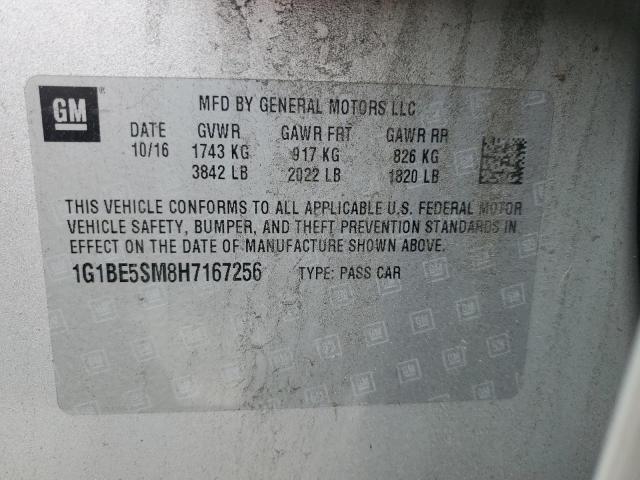 GM ® MFD BY GENERAL MOTORS LLC
DATE GVWR GAWR FRT GAWR RR
10/16 1743 KG 917 KG 826 KG
3842 LB 2022 LB 1820 LB
THIS VEHICLE CONFORMS TO ALL APPLICABLE U.S. FEDERAL MOTOR
VEHICLE SAFETY, BUMPER, AND THEFT PREVENTION STANDARDS IN
EFFECT ON THE DATE OF MANUFACTURE SHOWN ABOVE.
1G1BE5SM8H7167256 TYPE: PASS CAR